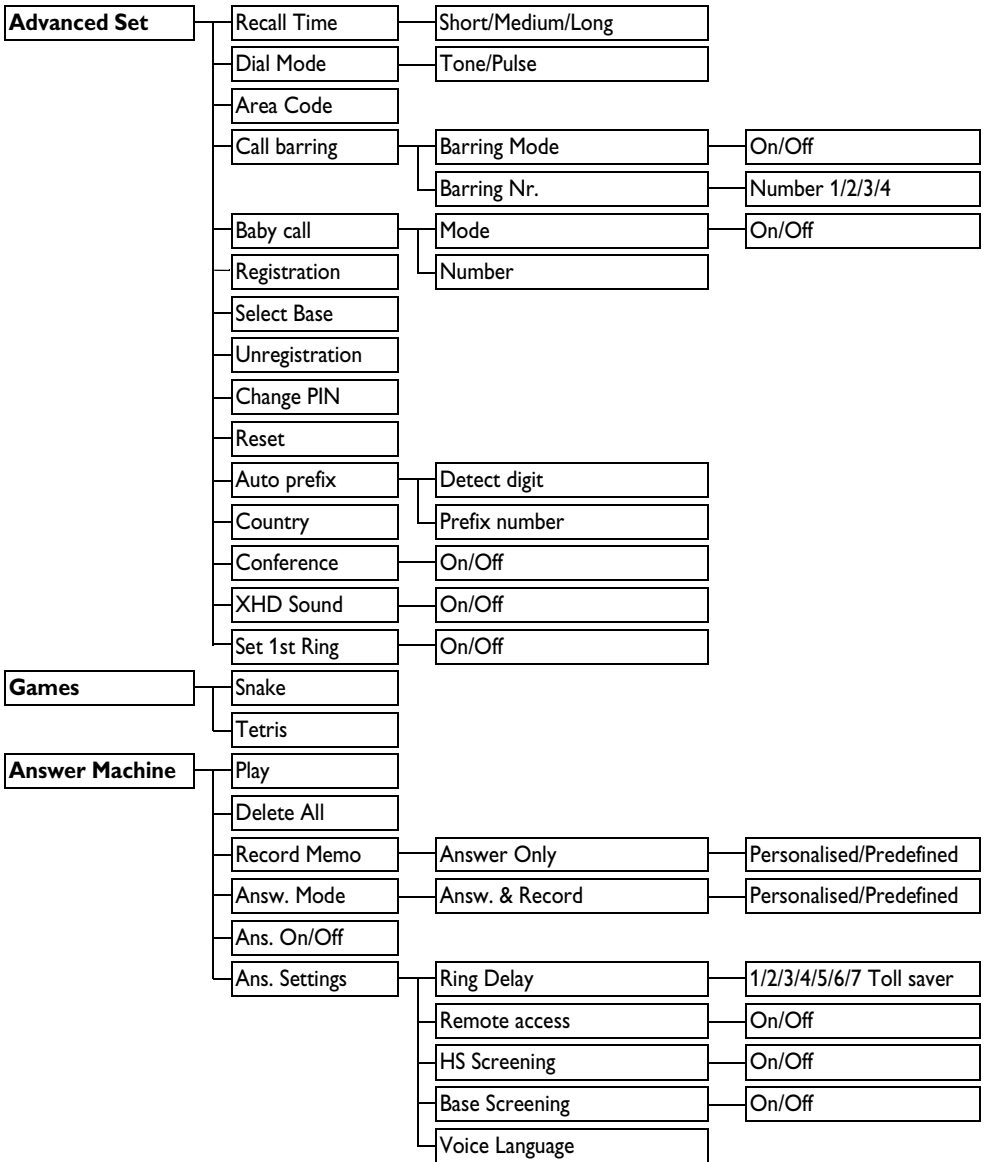 Advanced Set Recall Time Short/Medium/Long
Dial Mode Tone/Pulse
Area Code
Call barring Barring Mode On/Off
Barring Nr. Number 1/2/3/4
Baby call Mode On/Off
Registration Number
Select Base
Unregistration
Change PIN
Reset
Auto prefix Detect digit
Country Prefix number
Conference On/Off
XHD Sound On/Off
Set 1st Ring On/Off
Games Snake
Tetris
Answer Machine Play
Delete All
Record Memo Answer Only Personalised/Predefined
Answ. Mode Answ. & Record Personalised/Predefined
Ans. On/Off
Ans. Settings Ring Delay 1/2/3/4/5/6/7 Toll saver
Remote access On/Off
HS Screening On/Off
Base Screening On/Off
Voice Language